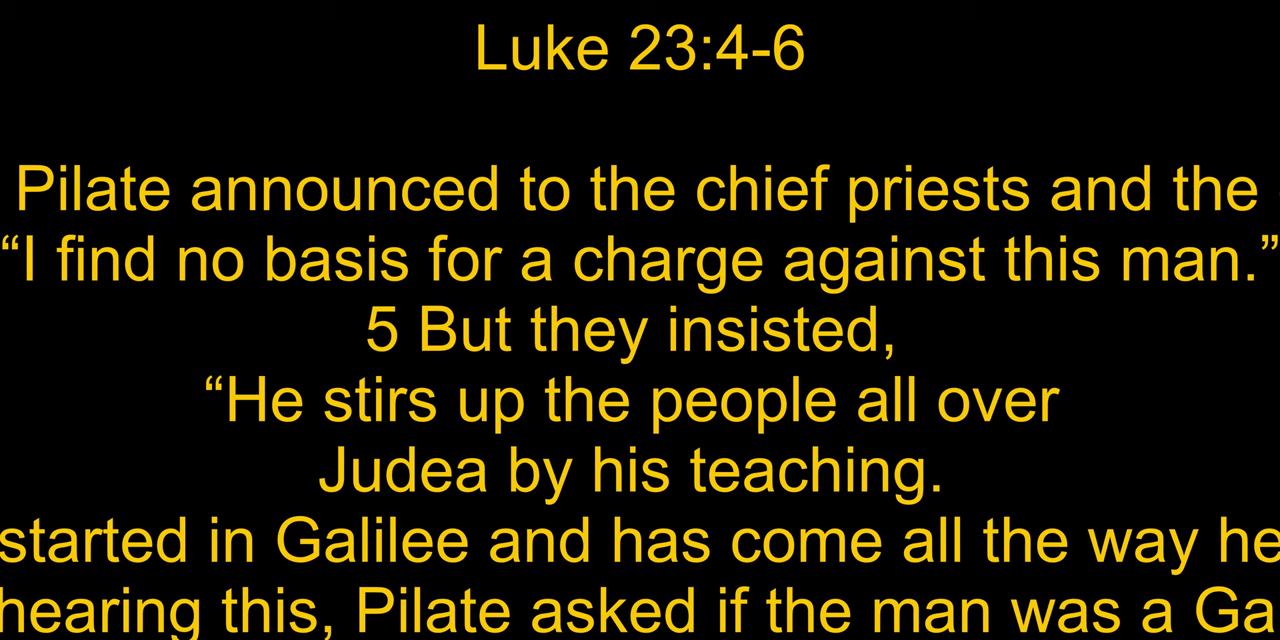 Luke 23:4-6
Pilate announced to the chief priests and the
“I find no basis for a charge against this man.”
5 But they insisted,
“He stirs up the people all over
Judea by his teaching.
started in Galilee and has come all the way he
hearing this, Pilate asked if the man was a Ga